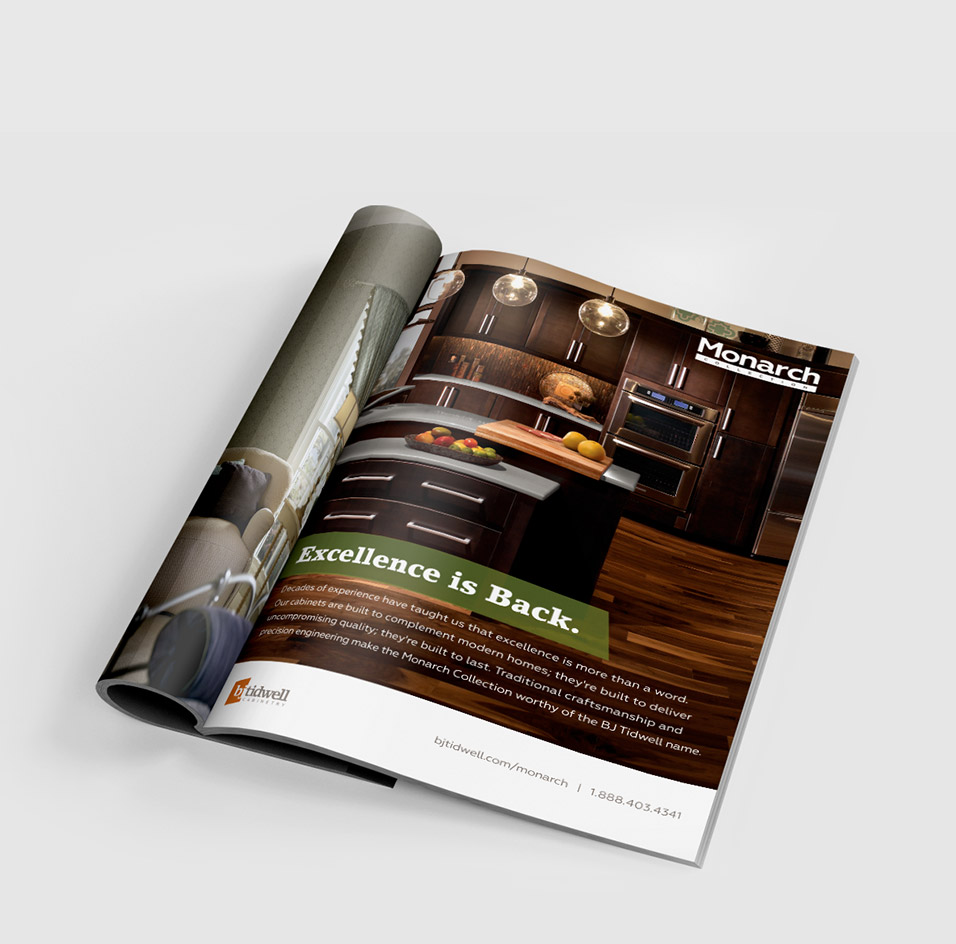 Monarch
COLLECTION
Excellence is Back.
Decades of experience have taught us that excellence is more than a word.
Our cabinets are built to complement modern homes; they're built to deliver
uncompromising quality; they're built to last. Traditional craftsmanship and
precision engineering make the Monarch Collection worthy of the BJ Tidwell name.
bj tidwell
CABINETRY
bjtidwell.com/monarch | 1.888.403.4341